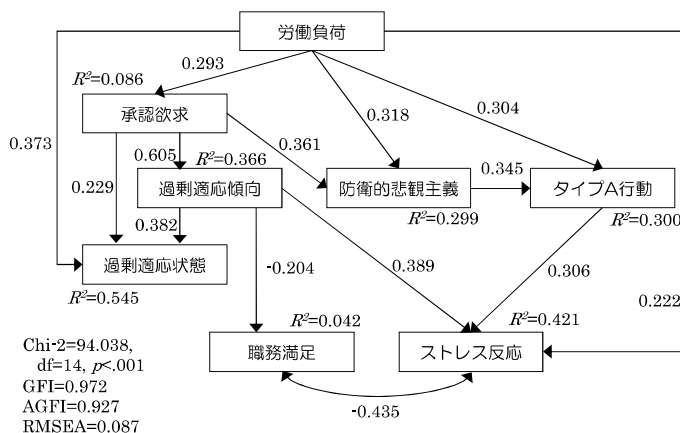 労働負荷
0.293
R²=0.086
承認欲求
0.318
0.304
0.373
0.361
0.605
R²=0.366
0.345
0.229
過剰適応傾向
防衛的悲観主義
タイプA行動
0.382
R²=0.299
R²=0.300
過剰適応状態
-0.204
0.389
0.306
R²=0.545
0.222
R²=0.042
R²=0.421
職務満足
ストレス反応
Chi-2=94.038,
df=14, p<.001
GFI=0.972
AGFI=0.927
RMSEA=0.087
-0.435